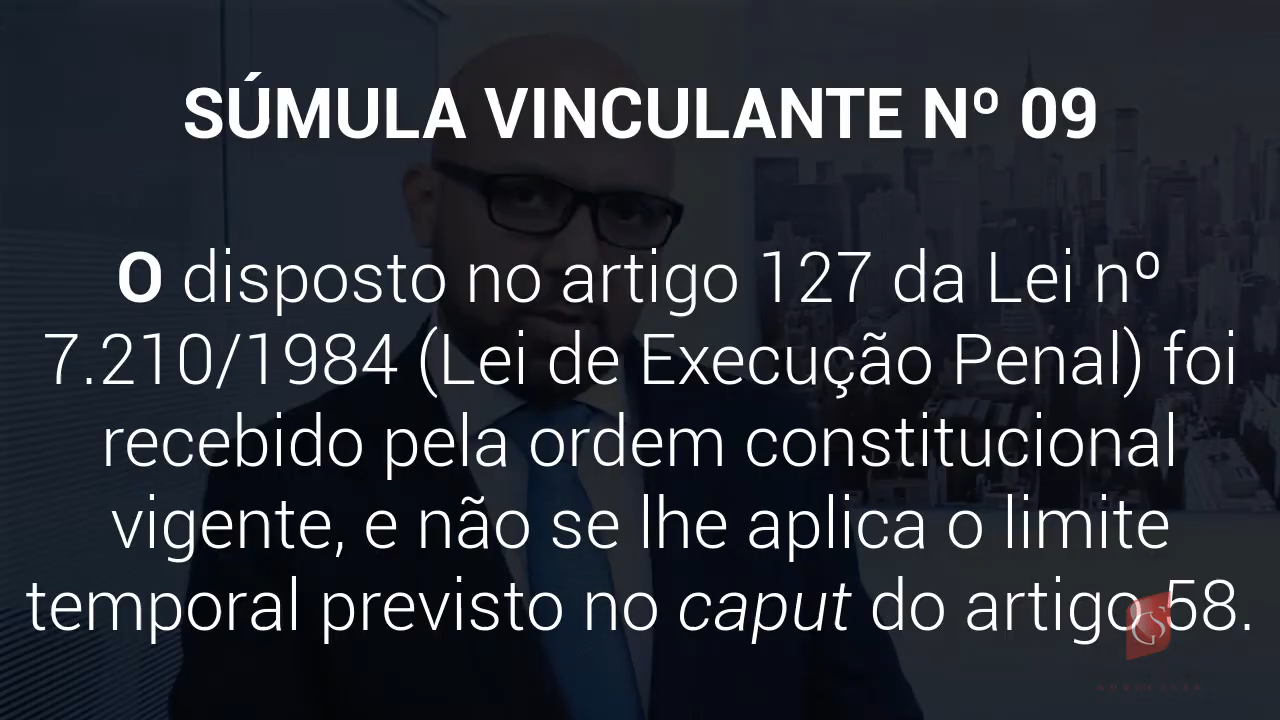 SÚMULA VINCULANTE Nº 09
O disposto no artigo 127 da Lei nº
7.210/1984 (Lei de Execução Penal) foi
recebido pela ordem constitucional
vigente, e não se lhe aplica o limite
temporal previsto no caput do artigo 58.